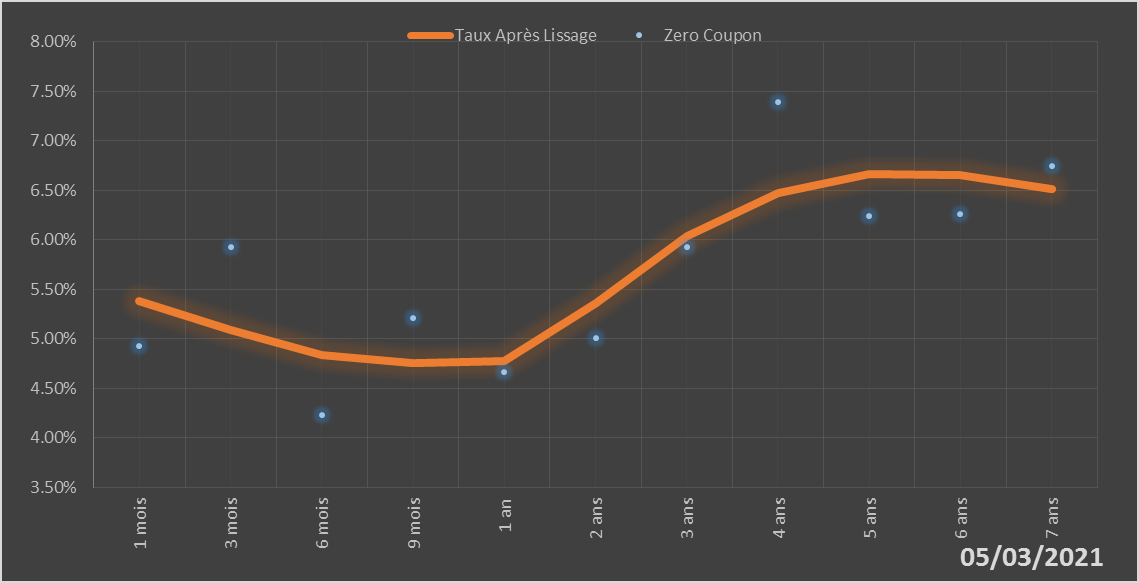 Taux Après Lissage
Zero Coupon
8.00%
7.50%
7.00%
6.50%
6.00%
5.50%
5.00%
4.50%
4.00%
3.50%
1 mois
3 mois
6 mois
9 mois
1 an
2 ans
3 ans
4 ans
5 ans
6 ans
7 ans
05/03/2021